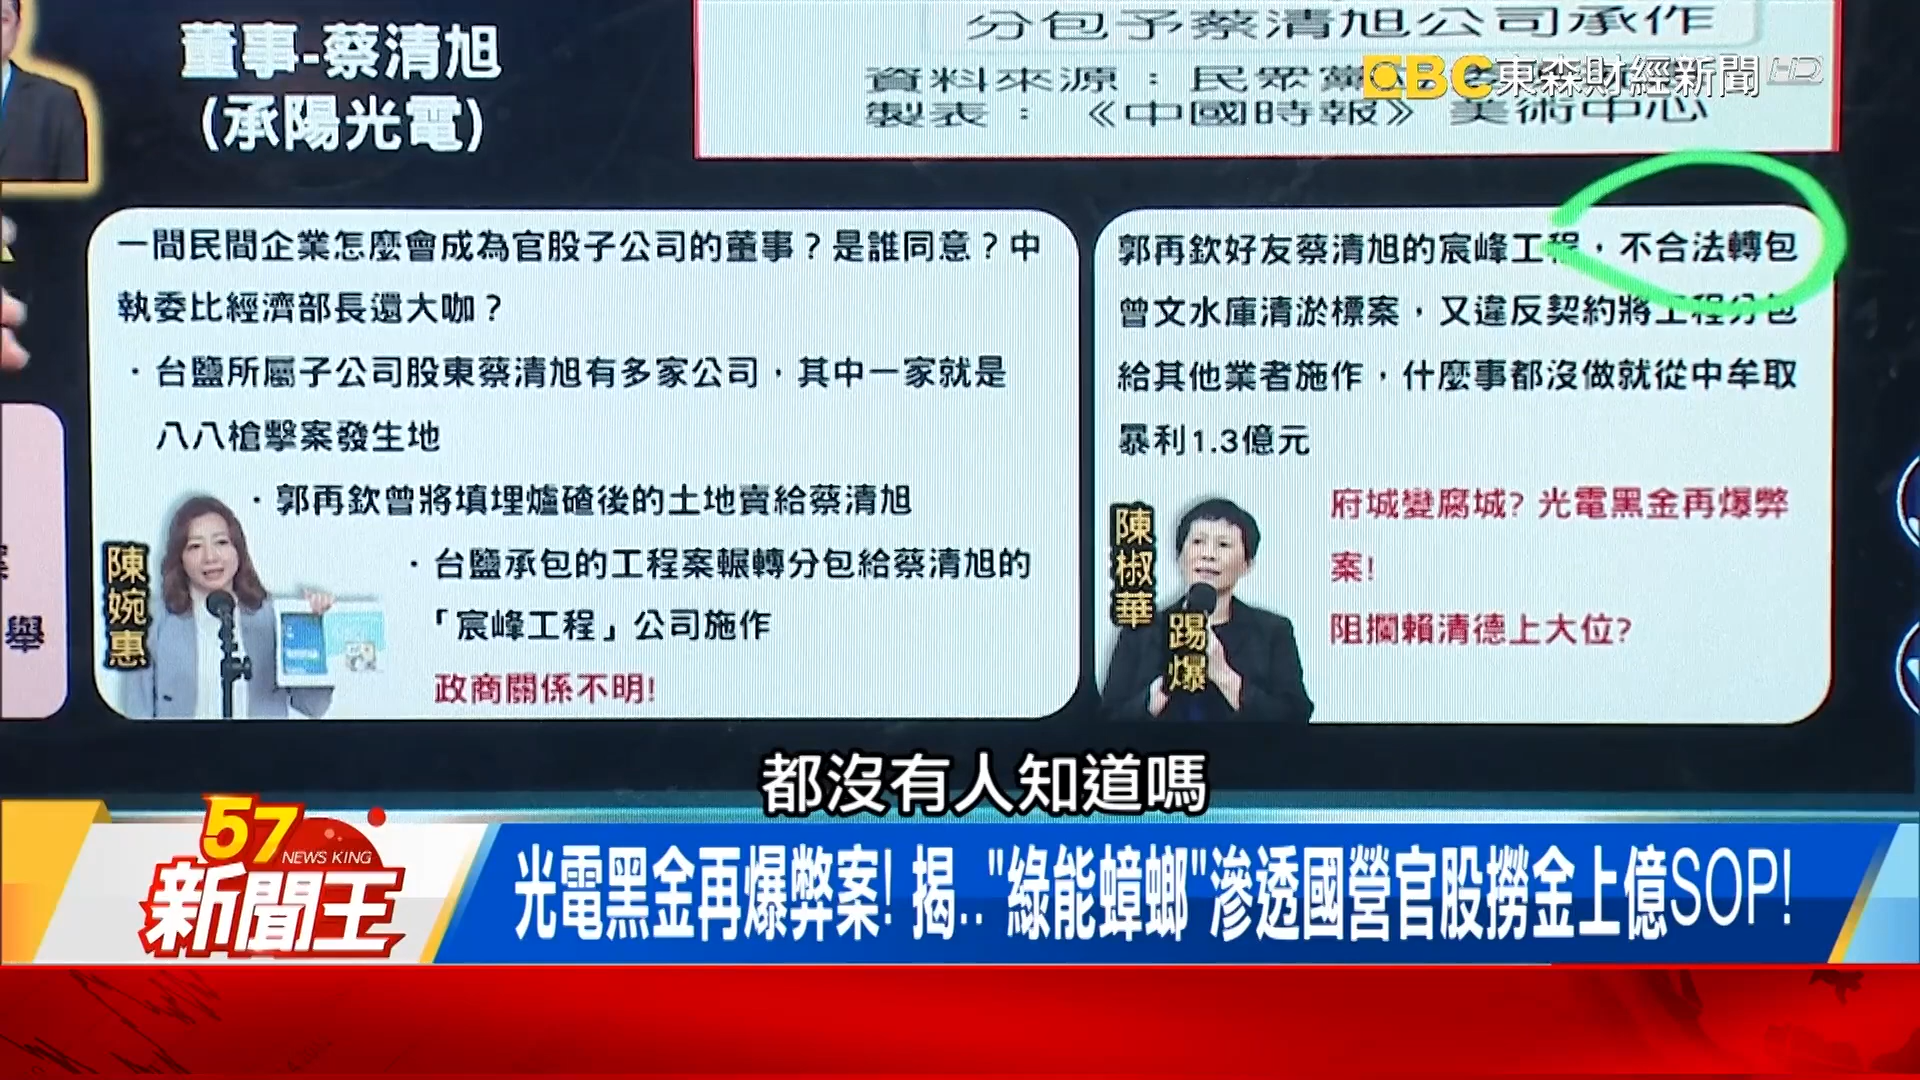 董事-蔡清旭
(承陽光電)
分包予蔡清旭公司承作
資料來源：民眾黨
製表：《中國時報》美術中心
EBC東森財經新聞HD
一間民間企業怎麼會成為官股子公司的董事？是誰同意？中
執委比經濟部長還大咖？
・台鹽所屬子公司股東蔡清旭有多家公司，其中一家就是
八八槍擊案發生地
・郭再欽曾將填埋爐碴後的土地賣給蔡清旭
・台鹽承包的工程案輾轉分包給蔡清旭的
「宸峰工程」公司施作
政商關係不明!
陳婉惠
郭再欽好友蔡清旭的宸峰工程，不合法轉包
曾文水庫清淤標案，又違反契約將工程分包
給其他業者施作，什麼事都沒做就從中牟取
暴利1.3億元
府城變腐城? 光電黑金再爆弊
案!
阻攔賴清德上大位?
陳椒華
踢爆
舉
都沒有人知道嗎
57
NEWS KING
新聞王
光電黑金再爆弊案! 揭.."綠能蟑螂"滲透國營官股撈金上億SOP!